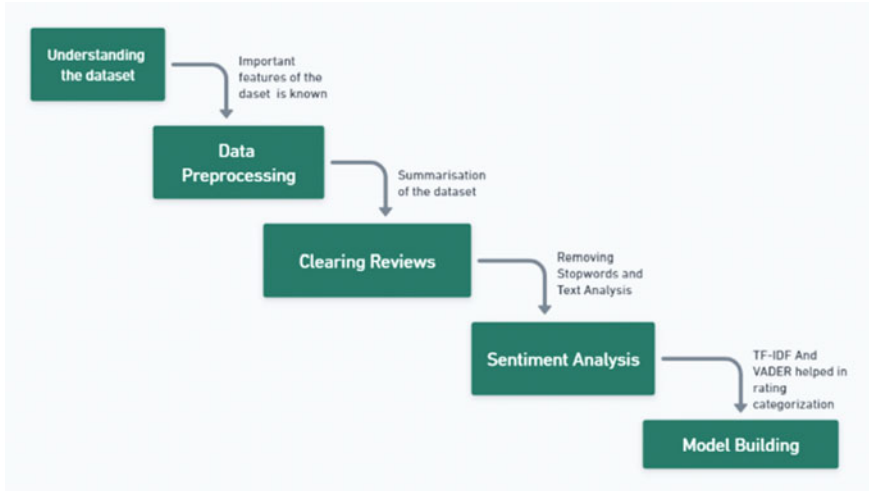 Understanding
the dataset
Important
features of the
daset is known
Data
Preprocessing
Summarisation
of the dataset
Clearing Reviews
Removing
Stopwords and
Text Analysis
Sentiment Analysis
TF-IDF And
VADER helped in
rating
categorization
Model Building